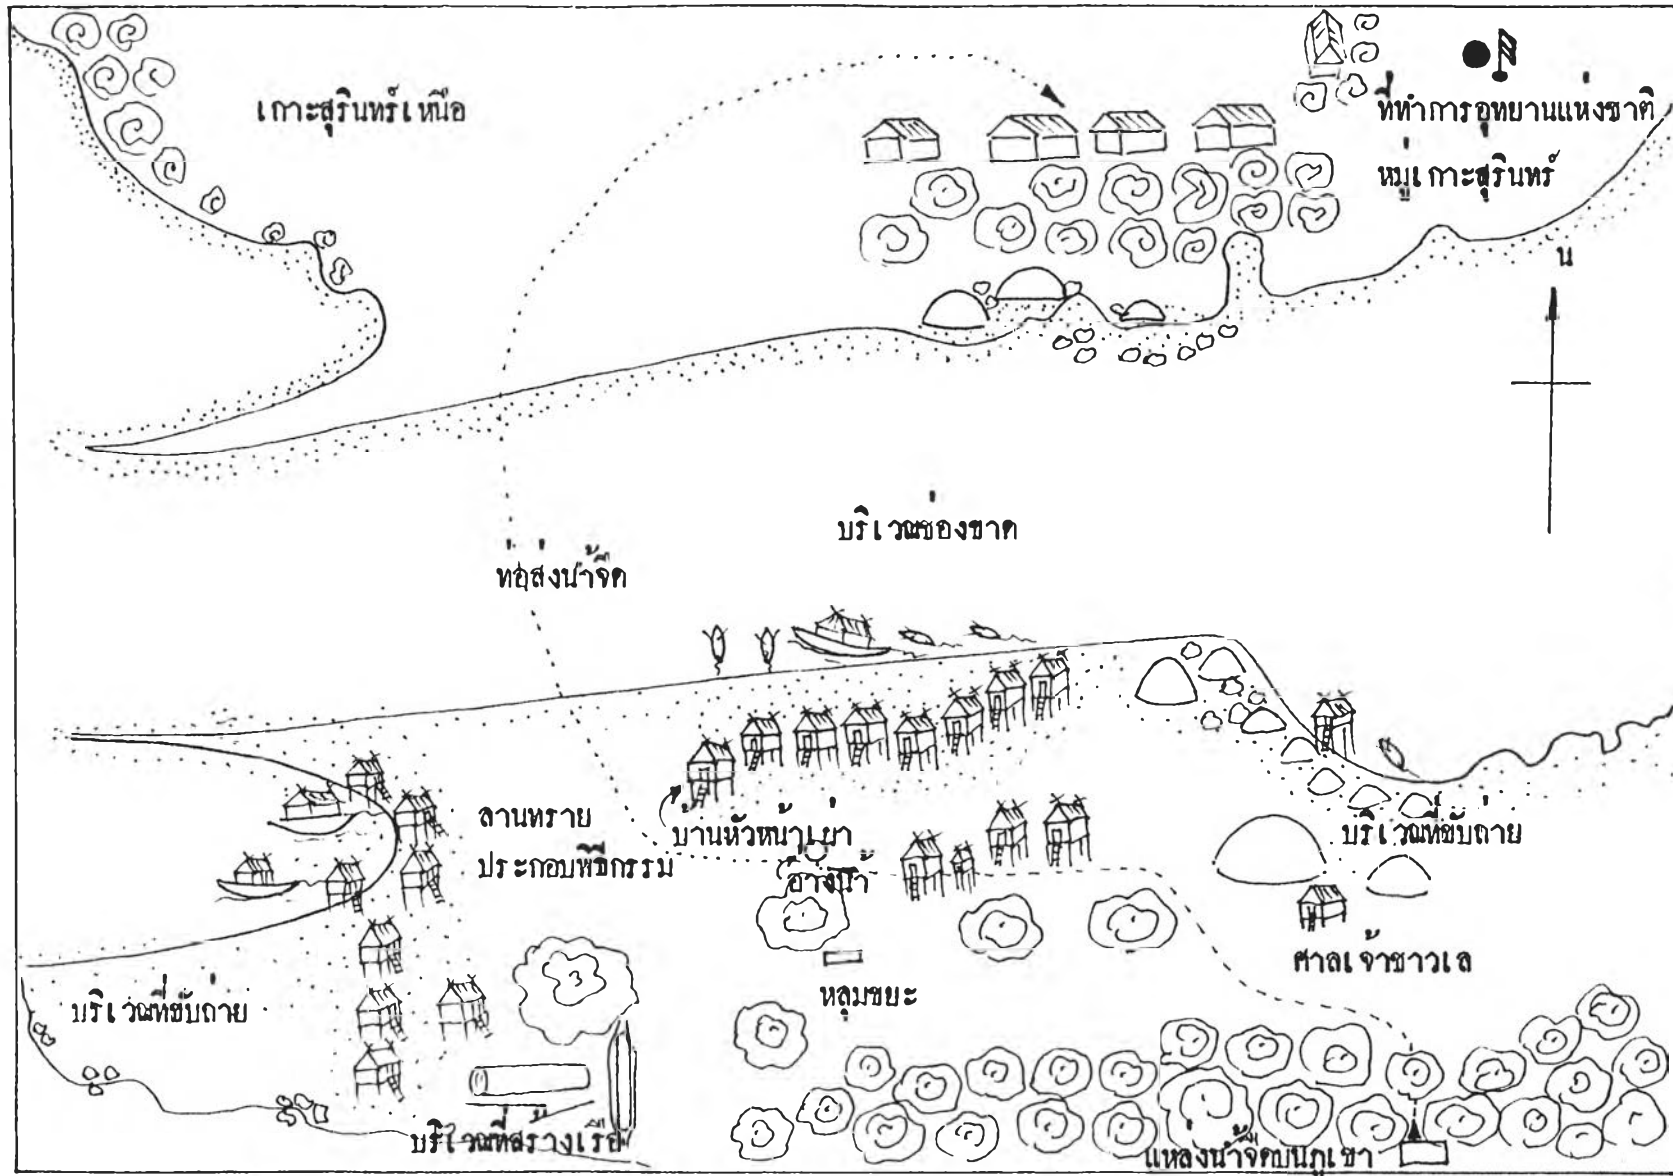 เกาะสุรินทร์เหนือ
ที่ทำการอุทยานแห่งชาติ
หมู่เกาะสุรินทร์
น
บริเวณช่องขาด
ท่อส่งน้ำจืด
ลานทราย
ประกอบพิธีกรรม
บ้านหัวหน้าเผ่า
อ่างน้ำ
บริเวณที่ขับถ่าย
ศาลเจ้าชาวเล
บริเวณที่ขับถ่าย
หลุมขยะ
บริเวณที่สร้างเรือ
แหล่งน้ำจืดบนภูเขา